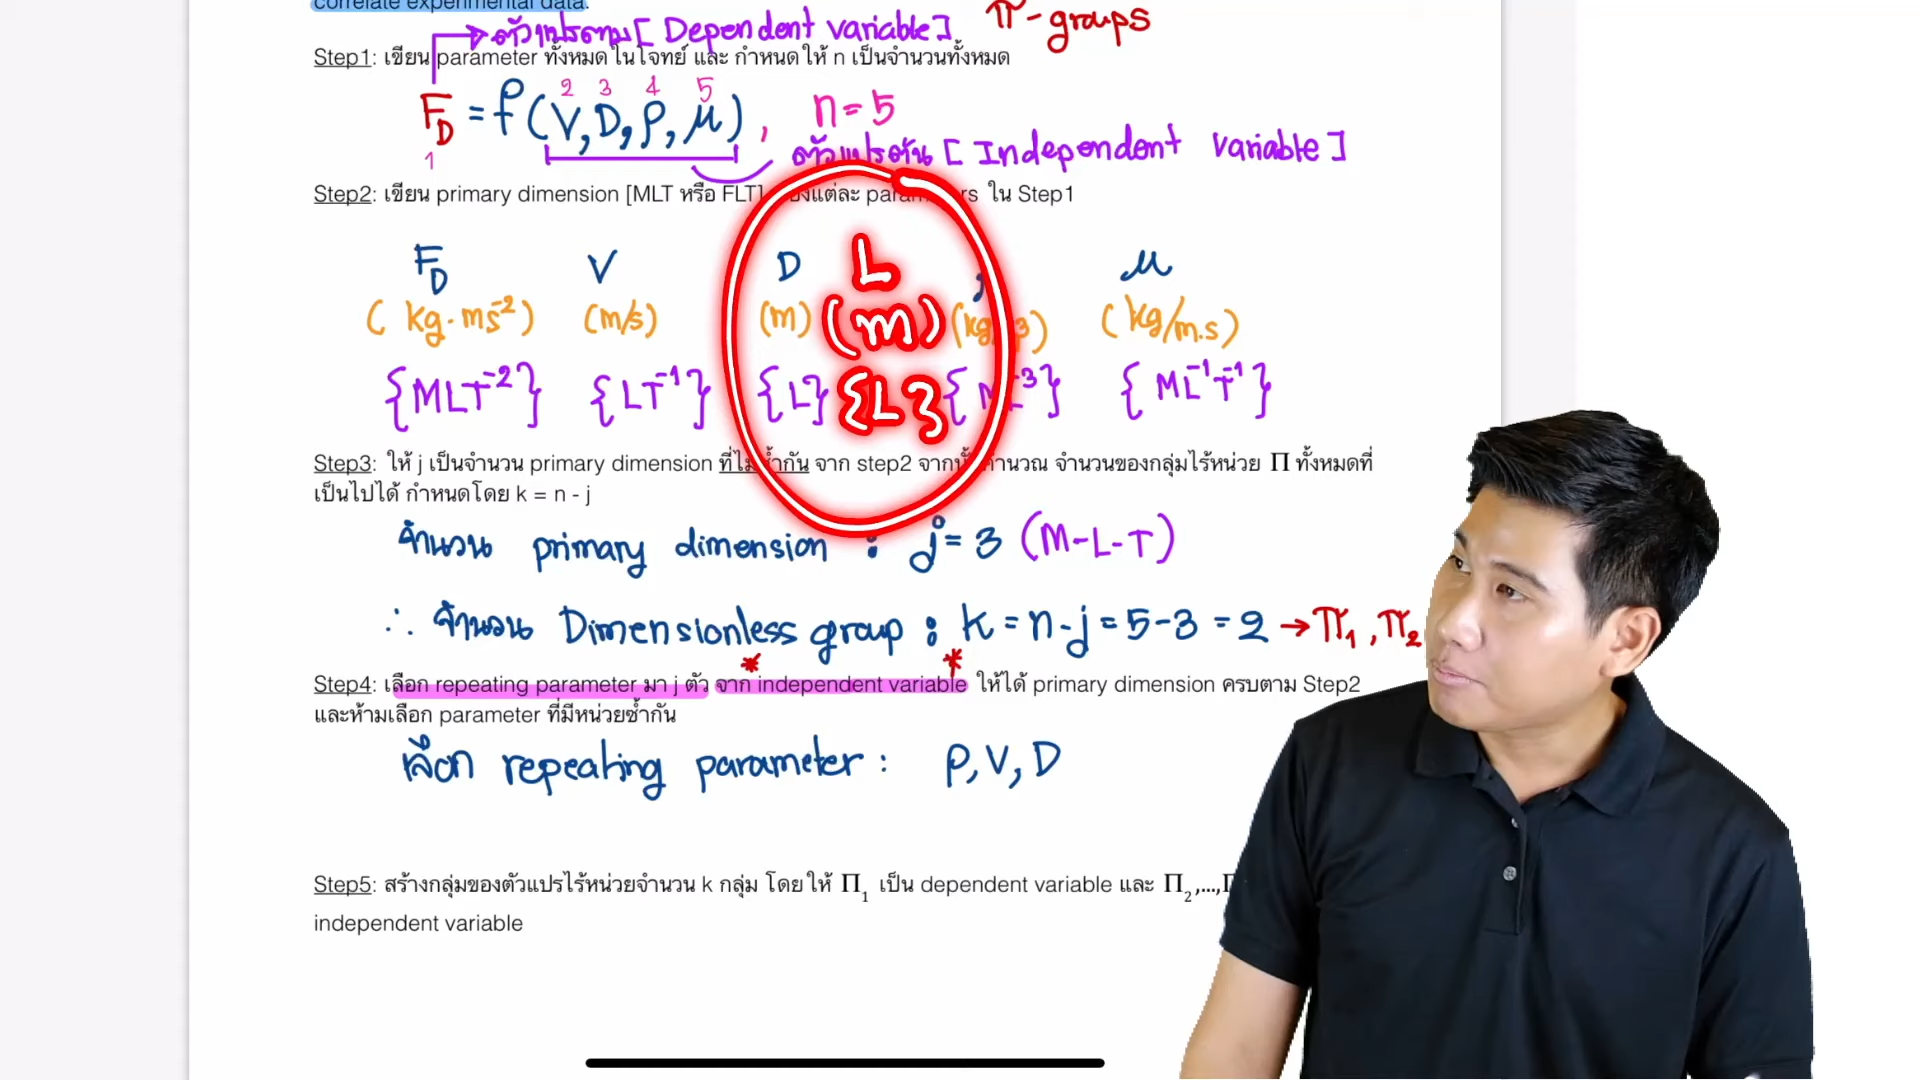 correlate experimental data.
ตัวแปรตาม [ Dependent variable ] π-groups
Step1: เขียน parameter ทั้งหมด ในโจทย์ และ กำหนดให้ n เป็นจำนวนทั้งหมด
2 3 4 5
F_D = f (V, D, ρ, μ) , n = 5
1
ตัวแปรต้น [ Independent variable ]
Step2: เขียน primary dimension [MLT หรือ FLT] ใน Step1
F_D V D L μ
( kg·ms⁻² ) (m/s) (m) (m) (kg/ 3) (kg/m.s)
{MLT⁻²} {LT⁻¹} {L} {L} {ML⁻³} {ML⁻¹T⁻¹}
Step3: ให้ j เป็นจำนวน primary dimension ที่ไม่ซ้ำกัน จาก step2 จากนั้นคำนวณ จำนวนของกลุ่มไร้หน่วย Π ทั้งหมดที่
เป็นไปได้ กำหนดโดย k = n - j
จำนวน primary dimension : j = 3 (M-L-T)
∴ จำนวน Dimensionless group : k = n-j = 5-3 = 2 → π₁ , π₂
* *
Step4: เลือก repeating parameter มา j ตัว จาก independent variable ให้ได้ primary dimension ครบตาม Step2
และห้ามเลือก parameter ที่มีหน่วยซ้ำกัน
เลือก repeating parameter : ρ, V, D
Step5: สร้างกลุ่มของตัวแปรไร้หน่วยจำนวน k กลุ่ม โดยให้ Π₁ เป็น dependent variable และ Π₂,...,
independent variable